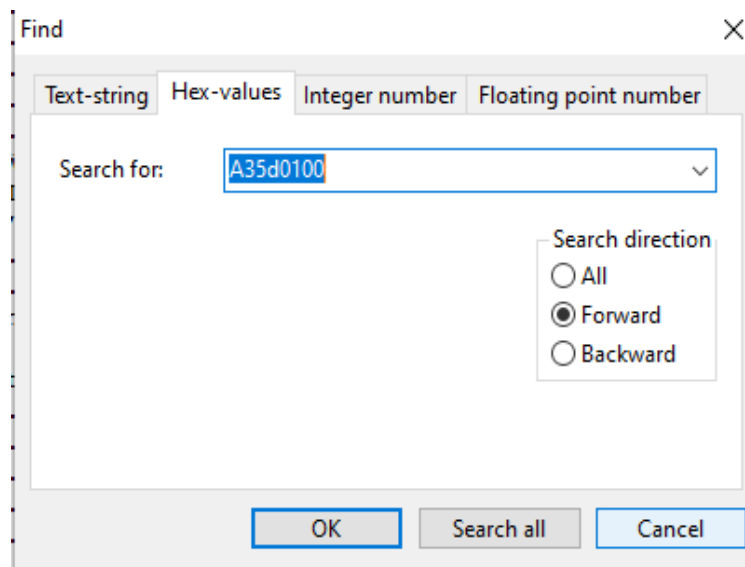 Find
Text-string Hex-values Integer number Floating point number
Search for: A35d0100
Search direction
All
Forward
Backward
OK Search all Cancel